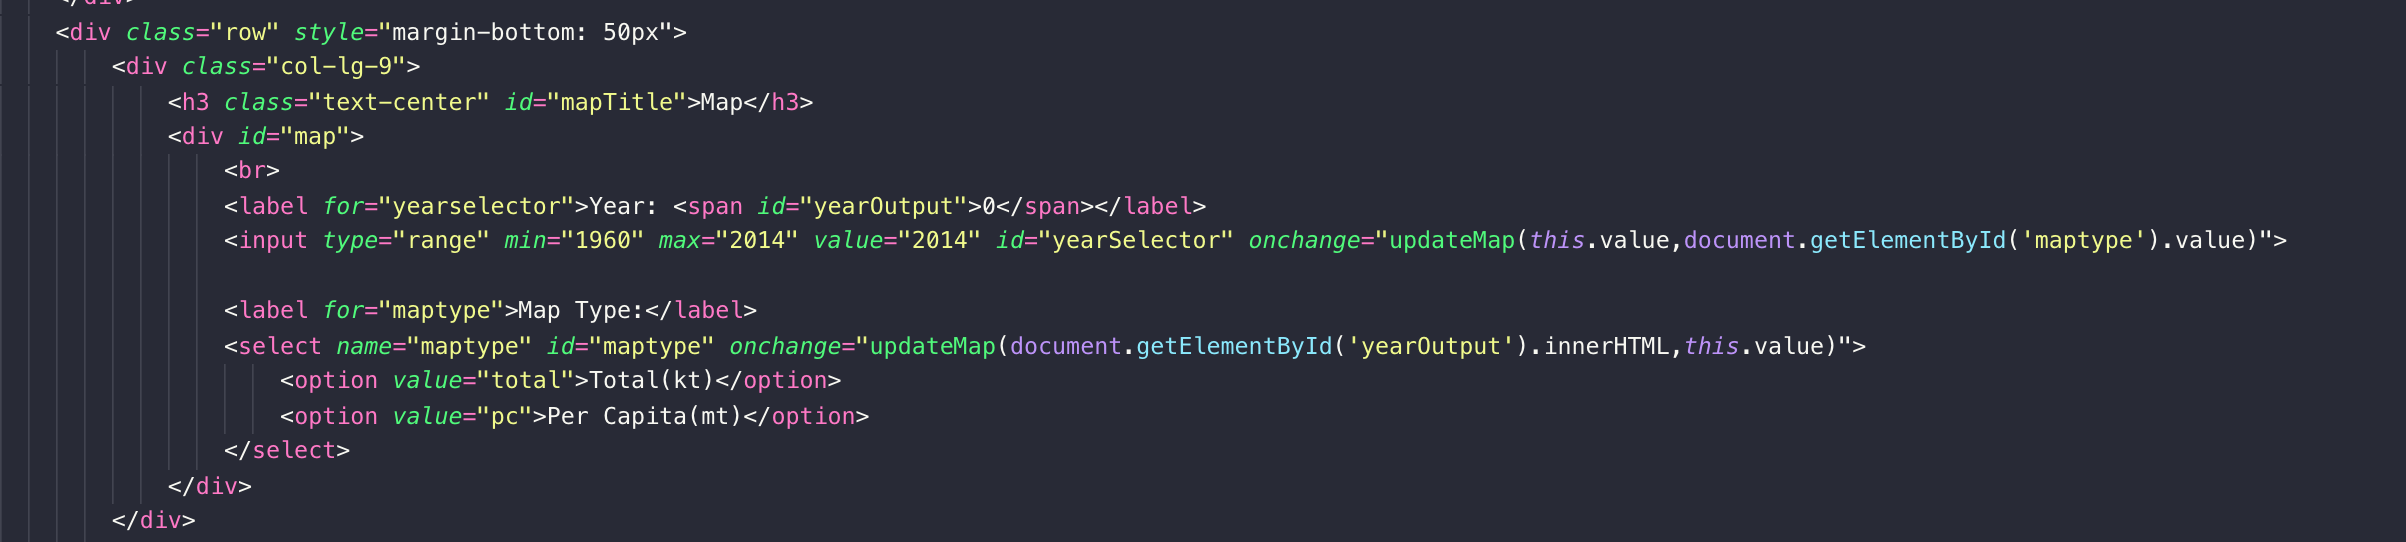 </div>
<div class="row" style="margin-bottom: 50px">
<div class="col-lg-9">
<h3 class="text-center" id="mapTitle">Map</h3>
<div id="map">
<br>
<label for="yearselector">Year: <span id="yearOutput">0</span></label>
<input type="range" min="1960" max="2014" value="2014" id="yearSelector" onchange="updateMap(this.value,document.getElementById('maptype').value)">
<label for="maptype">Map Type:</label>
<select name="maptype" id="maptype" onchange="updateMap(document.getElementById('yearOutput').innerHTML,this.value)">
<option value="total">Total(kt)</option>
<option value="pc">Per Capita(mt)</option>
</select>
</div>
</div>